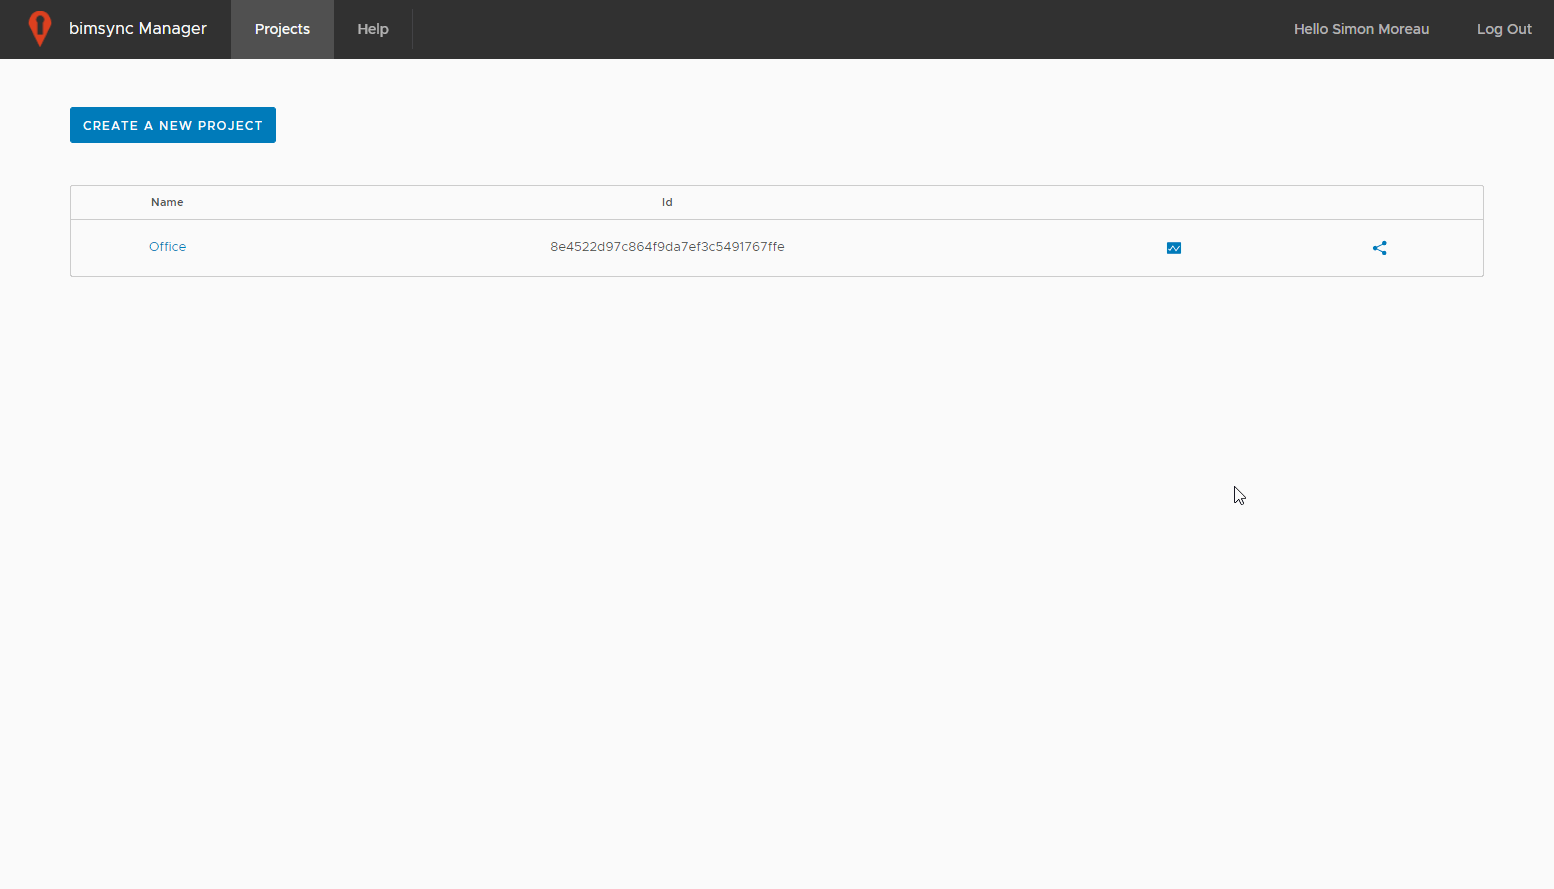 bimsync Manager Projects Help Hello Simon Moreau Log Out
CREATE A NEW PROJECT
Name Id
Office 8e4522d97c864f9da7ef3c5491767ffe